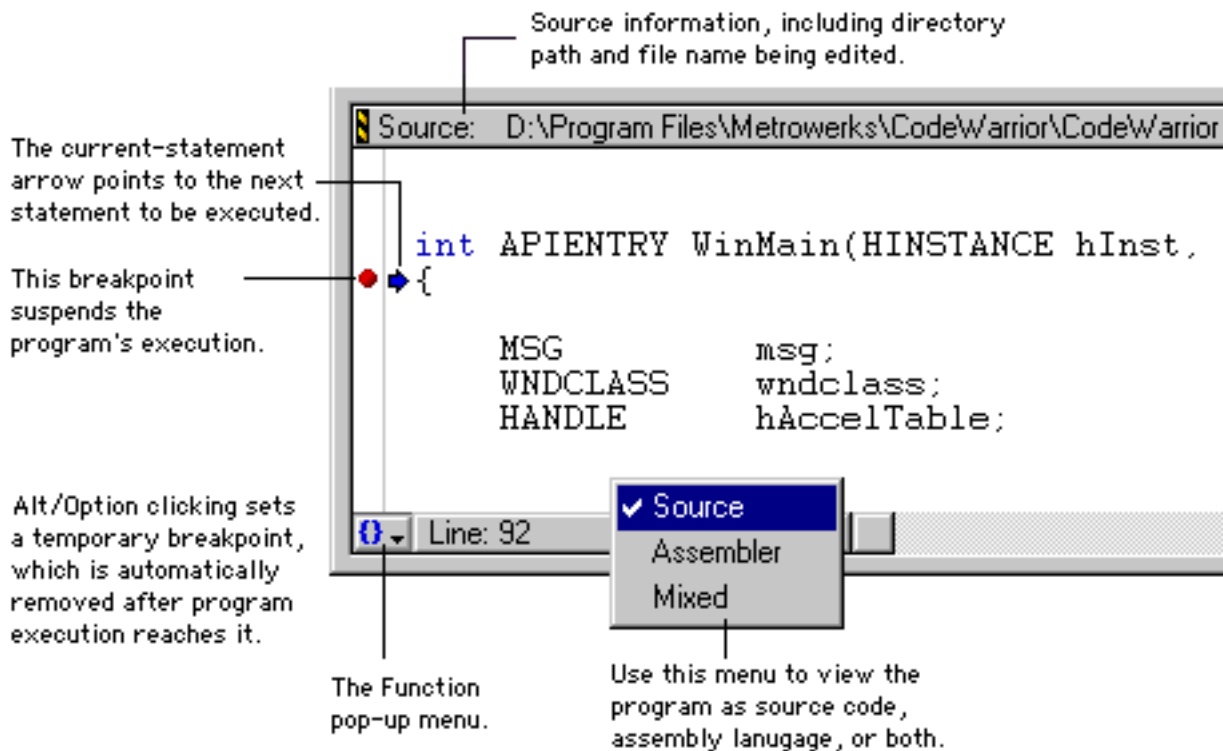 Source information, including directory
path and file name being edited.
Source: D:\Program Files\Metrowerks\CodeWarrior\CodeWarrior
The current-statement
arrow points to the next
statement to be executed.
int APIENTRY WinMain(HINSTANCE hInst,
{
This breakpoint
suspends the
program's execution.
MSG msg;
WNDCLASS wndclass;
HANDLE hAccelTable;
Alt/Option clicking sets
a temporary breakpoint,
which is automatically
removed after program
execution reaches it.
{} Line: 92
Source
Assembler
Mixed
The Function
pop-up menu.
Use this menu to view the
program as source code,
assembly lanugage, or both.